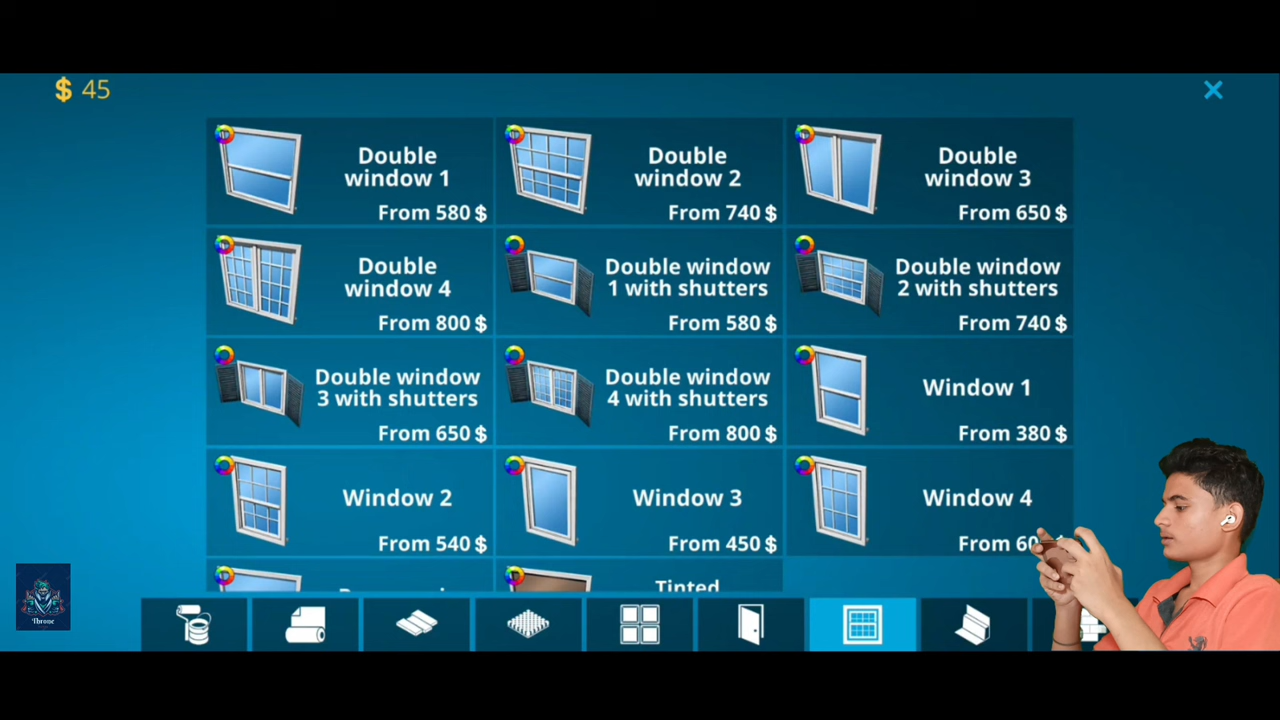 $ 45
Double
window 1
From 580 $
Double
window 2
From 740 $
Double
window 3
From 650 $
Double
window 4
From 800 $
Double window
1 with shutters
From 580 $
Double window
2 with shutters
From 740 $
Double window
3 with shutters
From 650 $
Double window
4 with shutters
From 800 $
Window 1
From 380 $
Window 2
From 540 $
Window 3
From 450 $
Window 4
From
Tinted
Throne